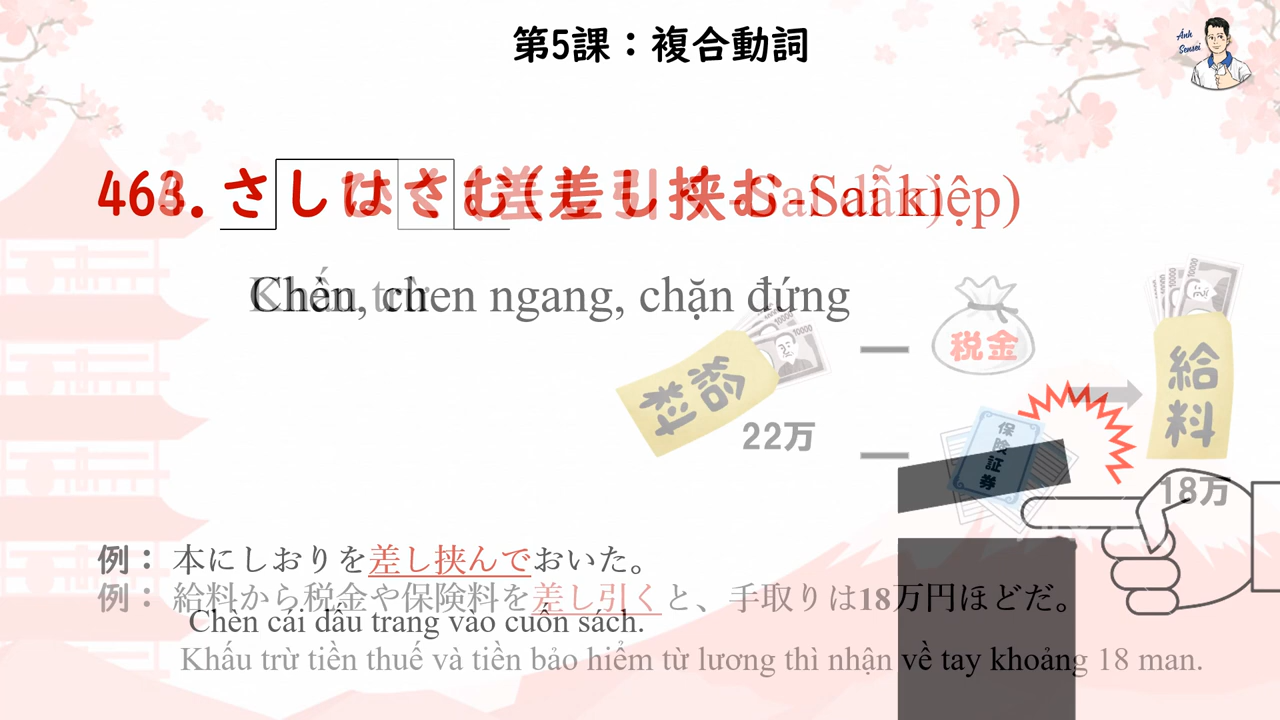 第5課：複合動詞
Ánh
Sensei
463. さしはさむ(差し挟む - Sai kiệp)
Chèn, chen ngang, chặn đứng
税金
給料
給料
22万
保険証券
18万
例： 本にしおりを差し挟んでおいた。
例： 給料から税金や保険料を差し引くと、手取りは18万円ほどだ。
Chèn cái dấu trang vào cuốn sách.
Khấu trừ tiền thuế và tiền bảo hiểm từ lương thì nhận về tay khoảng 18 man.